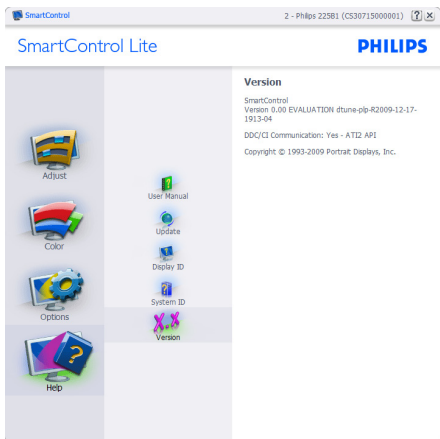 SmartControl
2 - Philips 225B1 (CS30715000001)
?
SmartControl Lite
PHILIPS
Adjust
Color
Options
Help
User Manual
Update
Display ID
System ID
X.X
Version
Version
SmartControl
Version 0.00 EVALUATION dtune-plp-R2009-12-17-
1913-04
DDC/CI Communication: Yes - ATI2 API
Copyright © 1993-2009 Portrait Displays, Inc.